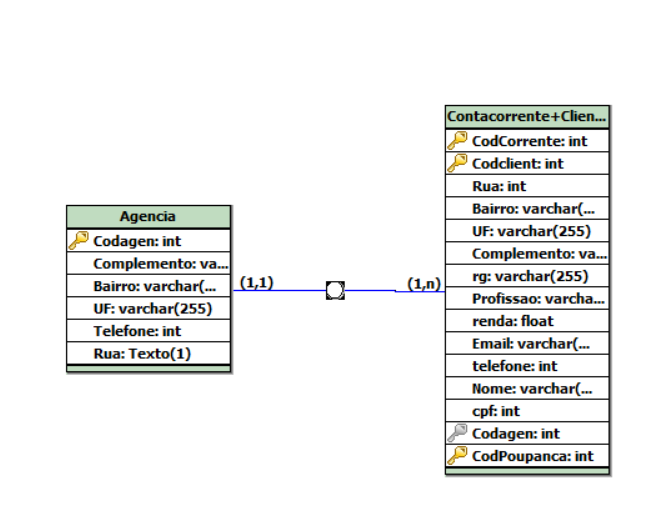 Agencia
Codagen: int
Complemento: va...
Bairro: varchar(...
UF: varchar(255)
Telefone: int
Rua: Texto(1)
(1,1)
(1,n)
Contacorrente+Clien...
CodCorrente: int
Codclient: int
Rua: int
Bairro: varchar(...
UF: varchar(255)
Complemento: va...
rg: varchar(255)
Profissao: varcha...
renda: float
Email: varchar(...
telefone: int
Nome: varchar(...
cpf: int
Codagen: int
CodPoupanca: int